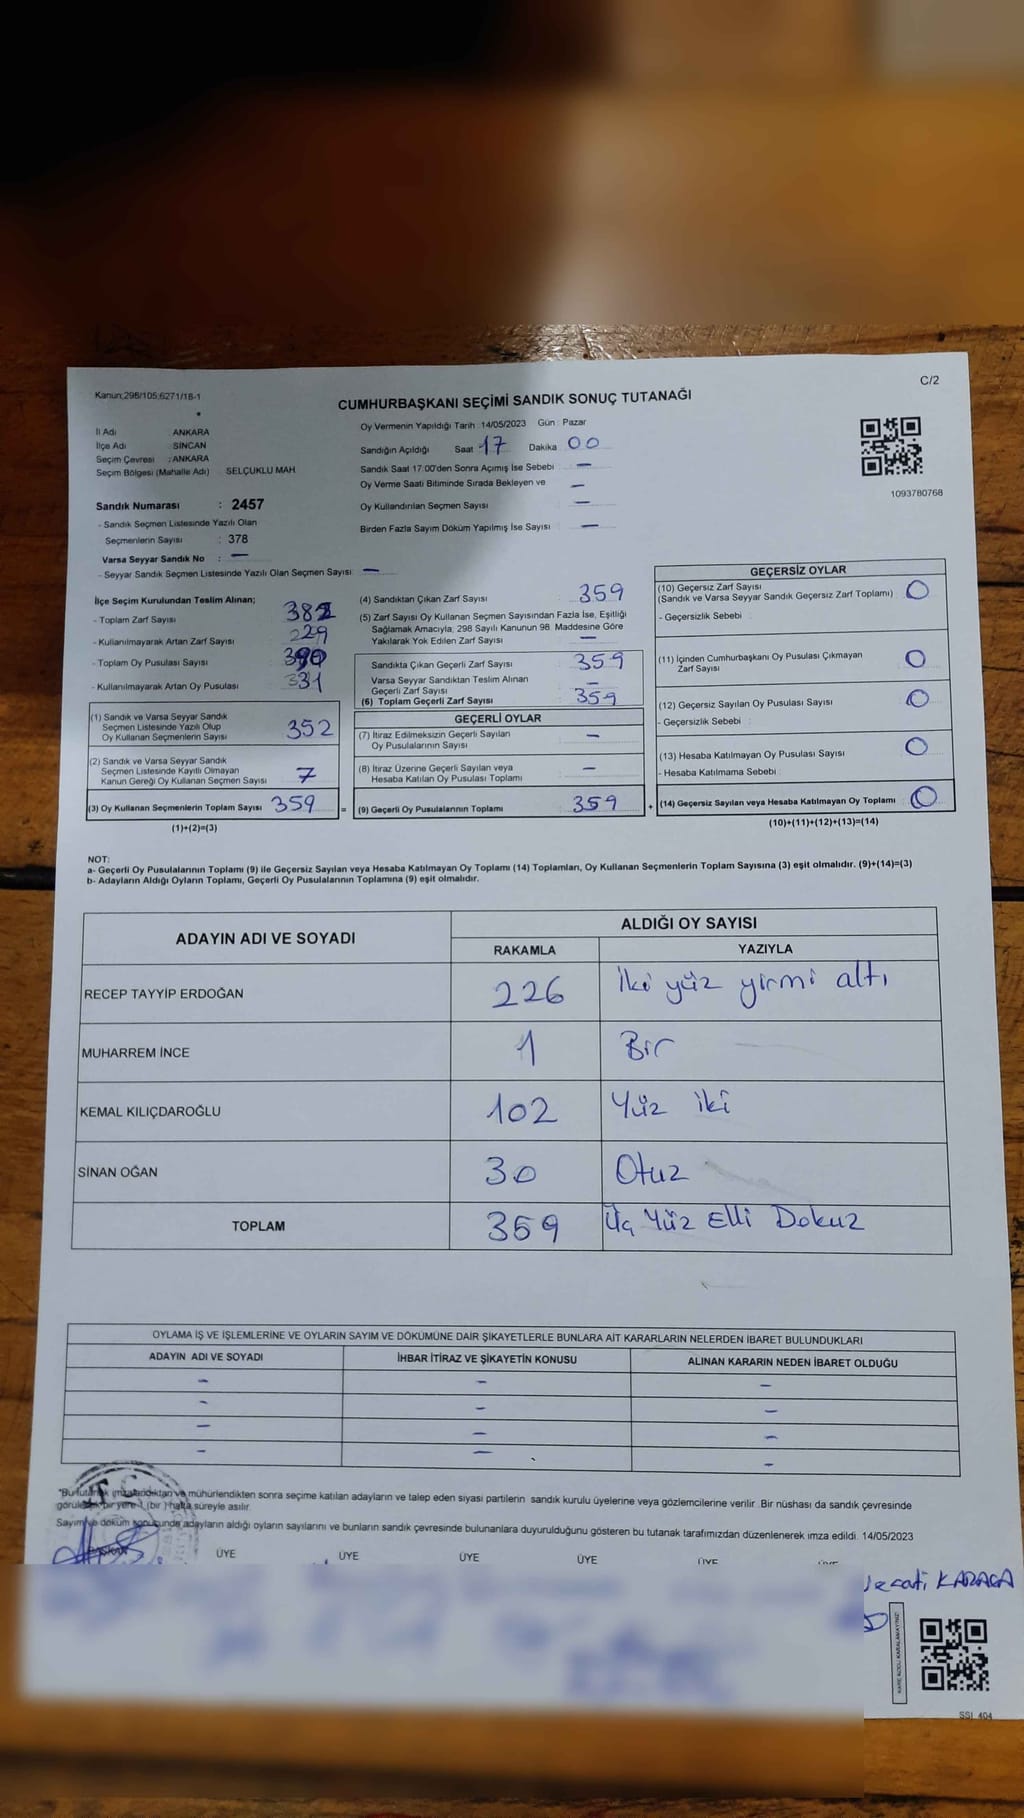 Kanun;298/105;6271/18-1
C/2
CUMHURBAŞKANI SEÇİMİ SANDIK SONUÇ TUTANAĞI
İl Adı : ANKARA
İlçe Adı : SİNCAN
Seçim Çevresi : ANKARA
Seçim Bölgesi (Mahalle Adı) : SELÇUKLU MAH
Sandık Numarası : 2457
- Sandık Seçmen Listesinde Yazılı Olan
Seçmenlerin Sayısı : 378
Varsa Seyyar Sandık No : —
- Seyyar Sandık Seçmen Listesinde Yazılı Olan Seçmen Sayısı: —
Oy Vermenin Yapıldığı Tarih :14/05/2023 Gün : Pazar
Sandığın Açıldığı Saat 17 Dakika 00
Sandık Saat 17:00'den Sonra Açımış İse Sebebi —
Oy Verme Saati Bitiminde Sırada Bekleyen ve —
Oy Kullandırılan Seçmen Sayısı : —
Birden Fazla Sayım Döküm Yapılmış İse Sayısı : —
1093780768
İlçe Seçim Kurulundan Teslim Alınan;
- Toplam Zarf Sayısı
- Kullanılmayarak Artan Zarf Sayısı
- Toplam Oy Pusulası Sayısı
- Kullanılmayarak Artan Oy Pusulası
(1) Sandık ve Varsa Seyyar Sandık
Seçmen Listesinde Yazılı Olup
Oy Kullanan Seçmenlerin Sayısı 352
(2) Sandık ve Varsa Seyyar Sandık
Seçmen Listesinde Kayıtlı Olmayan
Kanun Gereği Oy Kullanan Seçmen Sayısı 7
(3) Oy Kullanan Seçmenlerin Toplam Sayısı 359 =
(1)+(2)=(3)
(4) Sandıktan Çıkan Zarf Sayısı : 359
(5) Zarf Sayısı Oy Kullanan Seçmen Sayısından Fazla İse, Eşitliği
Sağlamak Amacıyla, 298 Sayılı Kanunun 98. Maddesine Göre
Yakılarak Yok Edilen Zarf Sayısı : —
Sandıkta Çıkan Geçerli Zarf Sayısı : 359
Varsa Seyyar Sandıktan Teslim Alınan
Geçerli Zarf Sayısı : —
(6) Toplam Geçerli Zarf Sayısı : 359
GEÇERLİ OYLAR
(7) İtiraz Edilmeksizin Geçerli Sayılan
Oy Pusulalarının Sayısı : —
(8) İtiraz Üzerine Geçerli Sayılan veya
Hesaba Katılan Oy Pusulası Toplamı : —
(9) Geçerli Oy Pusulalarının Toplamı : 359 +
GEÇERSİZ OYLAR
(10) Geçersiz Zarf Sayısı
(Sandık ve Varsa Seyyar Sandık Geçersiz Zarf Toplamı) : 0
- Geçersizlik Sebebi :
(11) İçinden Cumhurbaşkanı Oy Pusulası Çıkmayan
Zarf Sayısı : 0
(12) Geçersiz Sayılan Oy Pusulası Sayısı : 0
- Geçersizlik Sebebi :
(13) Hesaba Katılmayan Oy Pusulası Sayısı : 0
- Hesaba Katılmama Sebebi :
(14) Geçersiz Sayılan veya Hesaba Katılmayan Oy Toplamı : 0
(10)+(11)+(12)+(13)=(14)
NOT:
a- Geçerli Oy Pusulalarının Toplamı (9) ile Geçersiz Sayılan veya Hesaba Katılmayan Oy Toplamı (14) Toplamları, Oy Kullanan Seçmenlerin Toplam Sayısına (3) eşit olmalıdır. (9)+(14)=(3)
b- Adayların Aldığı Oyların Toplamı, Geçerli Oy Pusulalarının Toplamına (9) eşit olmalıdır.
ADAYIN ADI VE SOYADI
ALDIĞI OY SAYISI
RAKAMLA YAZIYLA
RECEP TAYYİP ERDOĞAN 226 İki yüz yirmi altı
MUHARREM İNCE 1 Bir
KEMAL KILIÇDAROĞLU 102 Yüz iki
SİNAN OĞAN 30 Otuz
TOPLAM 359 Üç Yüz Elli Dokuz
OYLAMA İŞ VE İŞLEMLERİNE VE OYLARIN SAYIM VE DÖKÜMÜNE DAİR ŞİKAYETLERLE BUNLARA AİT KARARLARIN NELERDEN İBARET BULUNDUKLARI
ADAYIN ADI VE SOYADI İHBAR İTİRAZ VE ŞİKAYETİN KONUSU ALINAN KARARIN NEDEN İBARET OLDUĞU
— — —
— — —
— — —
— — —
"Bu tutanak imzalandıktan ve mühürlendikten sonra seçime katılan adayların ve talep eden siyasi partilerin sandık kurulu üyelerine veya gözlemcilerine verilir. Bir nüshası da sandık çevresinde
görülecek bir yere 1 (bir) hafta süreyle asılır.
Sayım ve döküm sonucunda adayların aldığı oyların sayılarını ve bunların sandık çevresinde bulunanlara duyurulduğunu gösteren bu tutanak tarafımızdan düzenlenerek imza edildi. 14/05/2023
BAŞKAN ÜYE ÜYE ÜYE ÜYE ÜYE
KARACA
KARE KODU KARALAMAYINIZ!
SSI_404